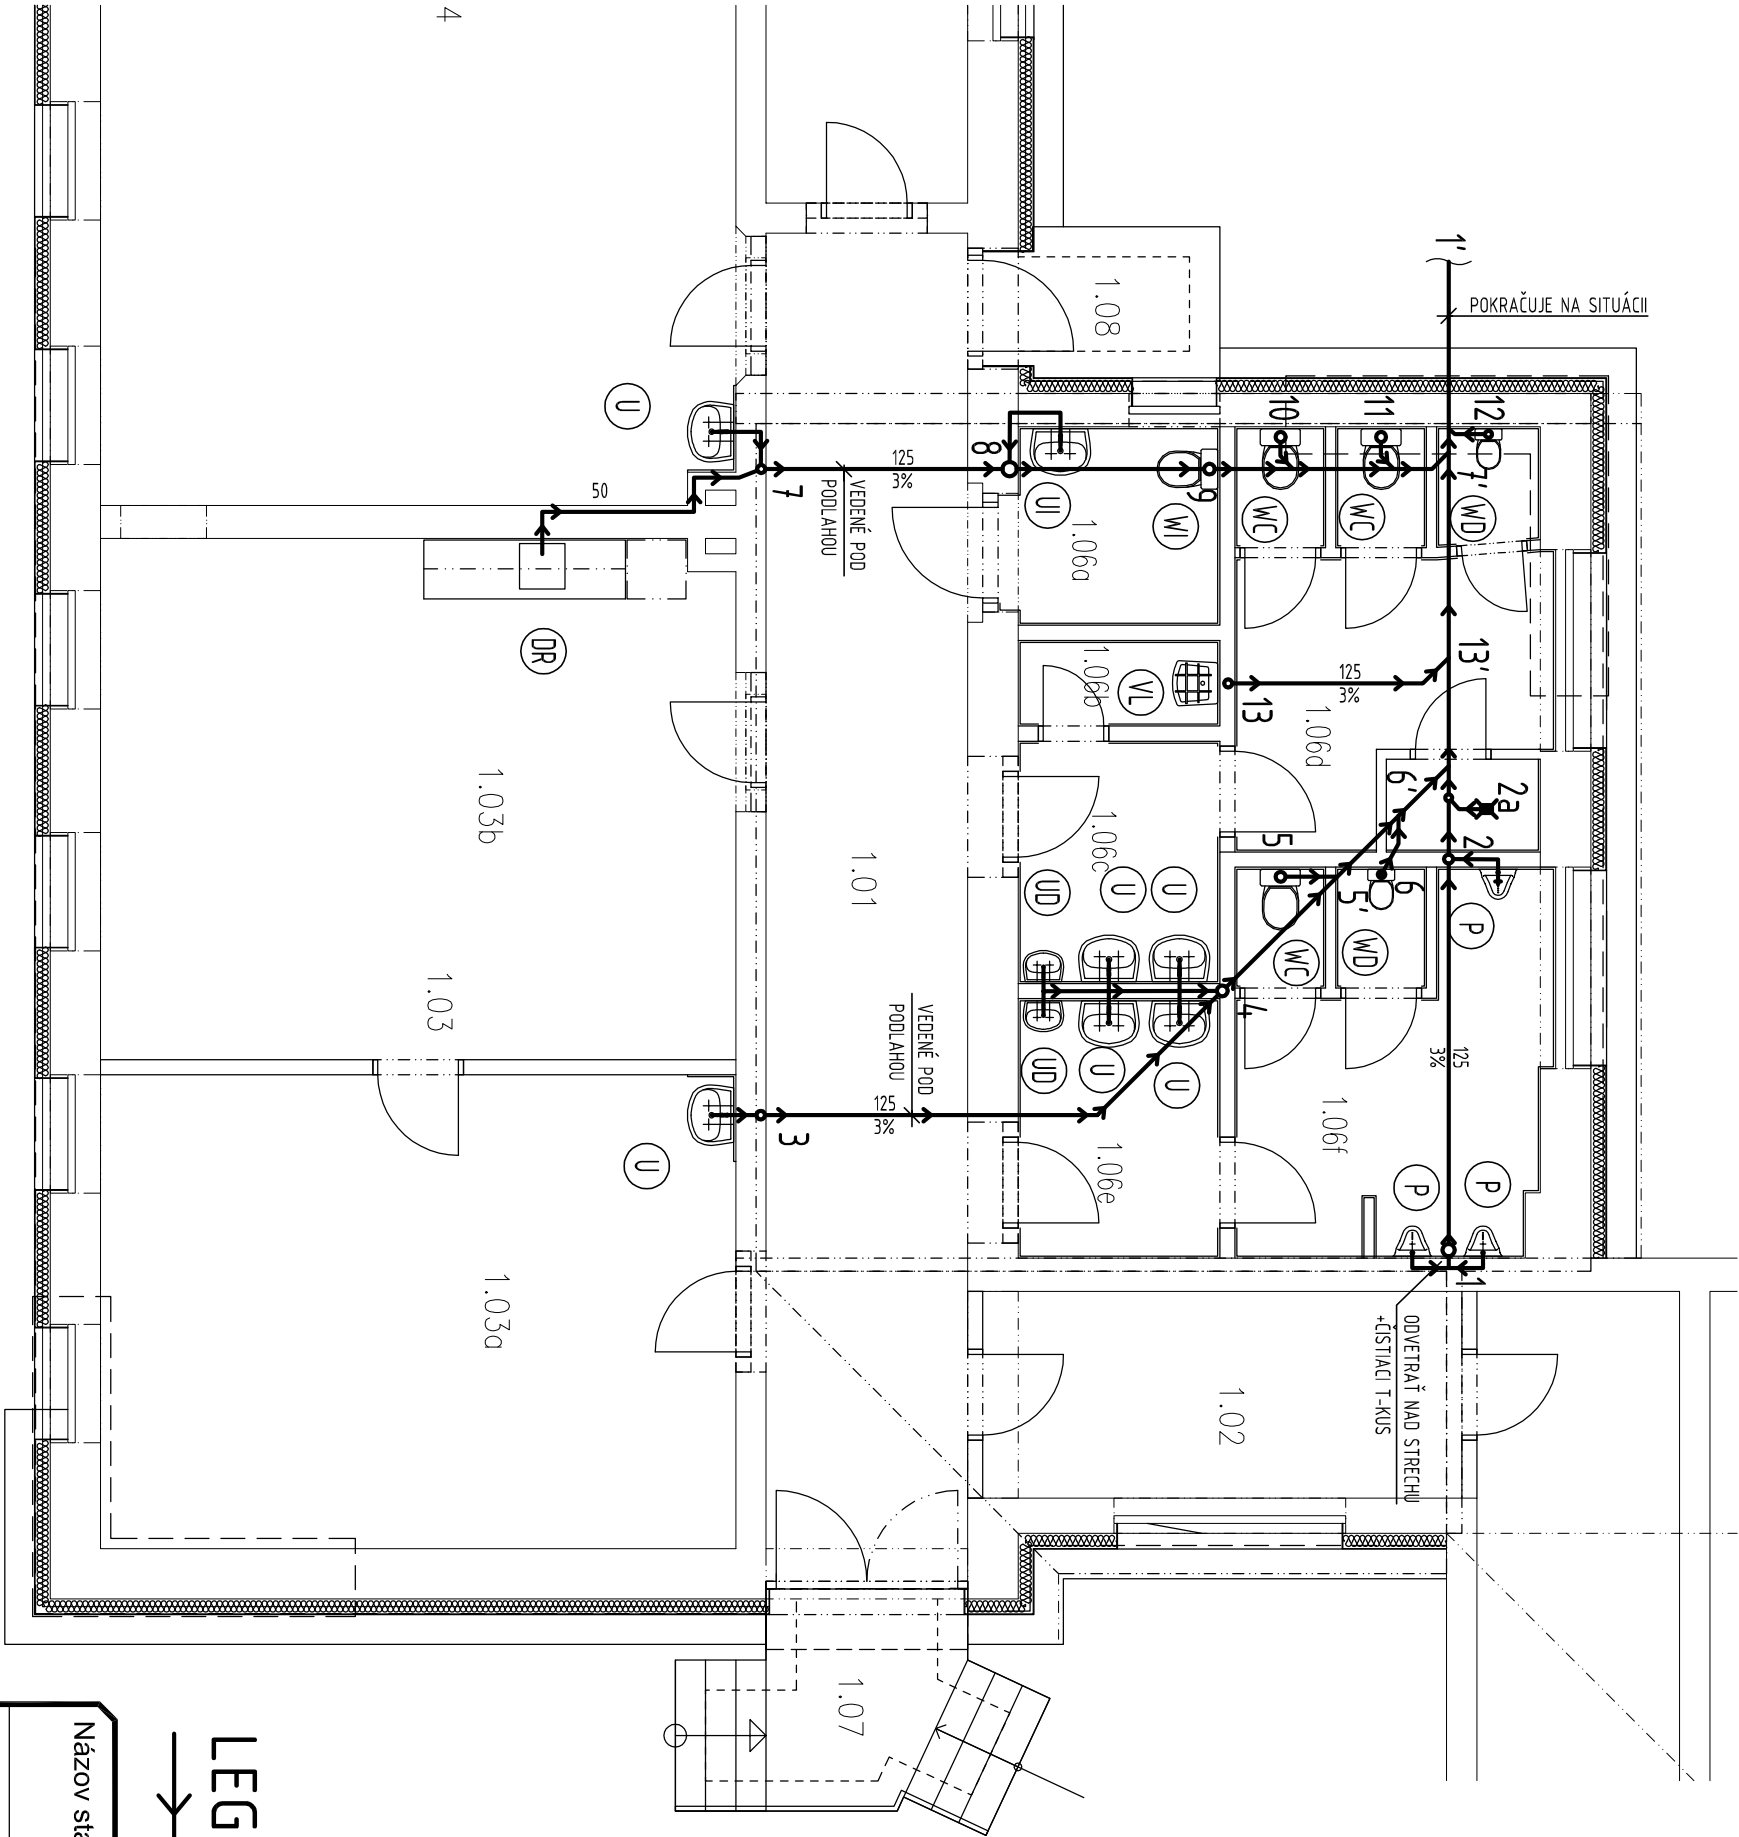 4
1'
POKRAČUJE NA SITUÁCII
1.08
U
50
7
125
3%
VEDENÉ POD
PODLAHOU
8
UI
1.06a
WI
9
10
11
12
7'
WC
WC
WD
DR
1.06b
VL
13
125
3%
13'
1.06d
1.03b
1.01
1.06c
UD
U
U
5
6'
2a
2
6
5'
P
WC
WD
4
1.03
VEDENÉ POD
PODLAHOU
125
3%
UD
U
U
125
3%
3
U
1.06e
1.06f
P
P
1
ODVETRAŤ NAD STRECHU
+ČISTIACI T-KUS
1.03a
1.02
1.07
LEG
Názov sta